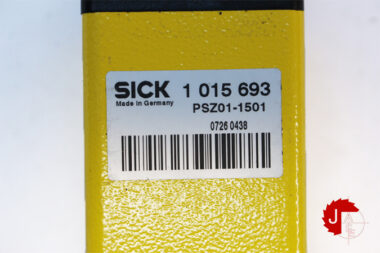 SICK 1 015 693
Made in Germany
PSZ01-1501
0726 0438
J